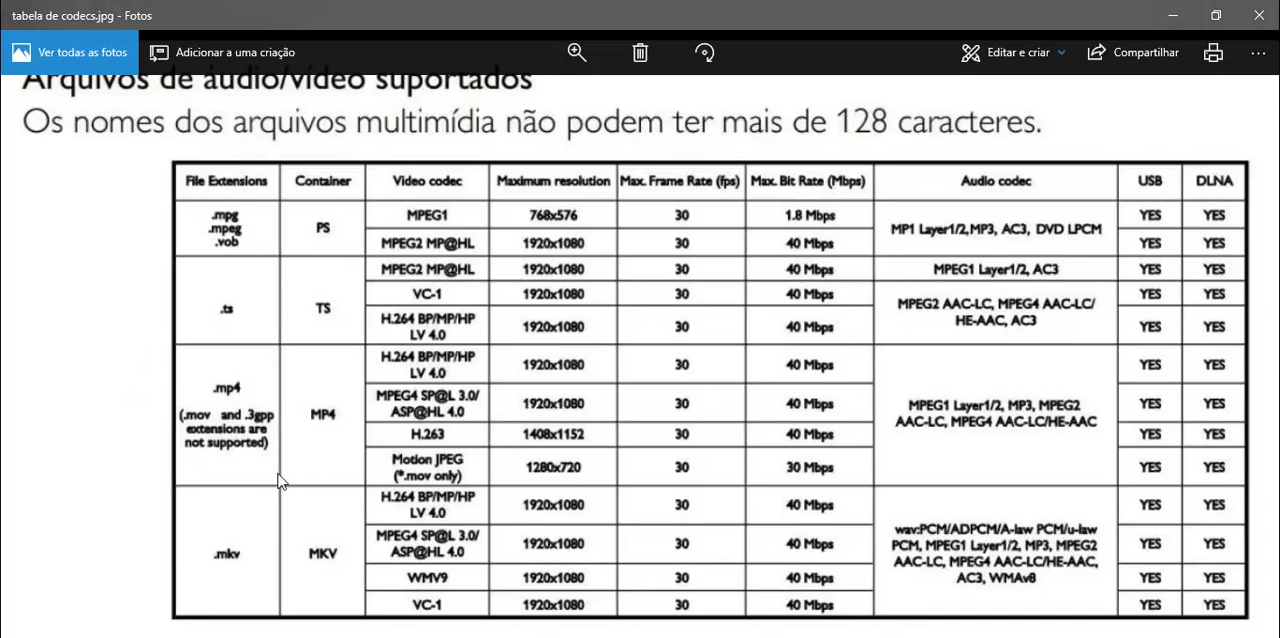 tabela de codecs.jpg - Fotos
Ver todas as fotos
Adicionar a uma criação
Editar e criar
Compartilhar
Arquivos de áudio/vídeo suportados
Os nomes dos arquivos multimídia não podem ter mais de 128 caracteres.
File Extensions Container Video codec Maximum resolution Max. Frame Rate (fps) Max. Bit Rate (Mbps) Audio codec USB DLNA
.mpg
.mpeg
.vob
PS
MPEG1 768x576 30 1.8 Mbps
MP1 Layer1/2,MP3, AC3, DVD LPCM
YES YES
MPEG2 MP@HL 1920x1080 30 40 Mbps YES YES
.ts
TS
MPEG2 MP@HL 1920x1080 30 40 Mbps MPEG1 Layer1/2, AC3 YES YES
VC-1 1920x1080 30 40 Mbps
MPEG2 AAC-LC, MPEG4 AAC-LC/
HE-AAC, AC3
YES YES
H.264 BP/MP/HP
LV 4.0
1920x1080 30 40 Mbps YES YES
.mp4
(.mov and .3gpp
extensions are
not supported)
MP4
H.264 BP/MP/HP
LV 4.0
1920x1080 30 40 Mbps
MPEG1 Layer1/2, MP3, MPEG2
AAC-LC, MPEG4 AAC-LC/HE-AAC
YES YES
MPEG4 SP@L 3.0/
ASP@HL 4.0
1920x1080 30 40 Mbps YES YES
H.263 1408x1152 30 40 Mbps YES YES
Motion JPEG
(*.mov only)
1280x720 30 30 Mbps YES YES
.mkv
MKV
H.264 BP/MP/HP
LV 4.0
1920x1080 30 40 Mbps
wav:PCM/ADPCM/A-law PCM/u-law
PCM, MPEG1 Layer1/2, MP3, MPEG2
AAC-LC, MPEG4 AAC-LC/HE-AAC,
AC3, WMAv8
YES YES
MPEG4 SP@L 3.0/
ASP@HL 4.0
1920x1080 30 40 Mbps YES YES
WMV9 1920x1080 30 40 Mbps YES YES
VC-1 1920x1080 30 40 Mbps YES YES